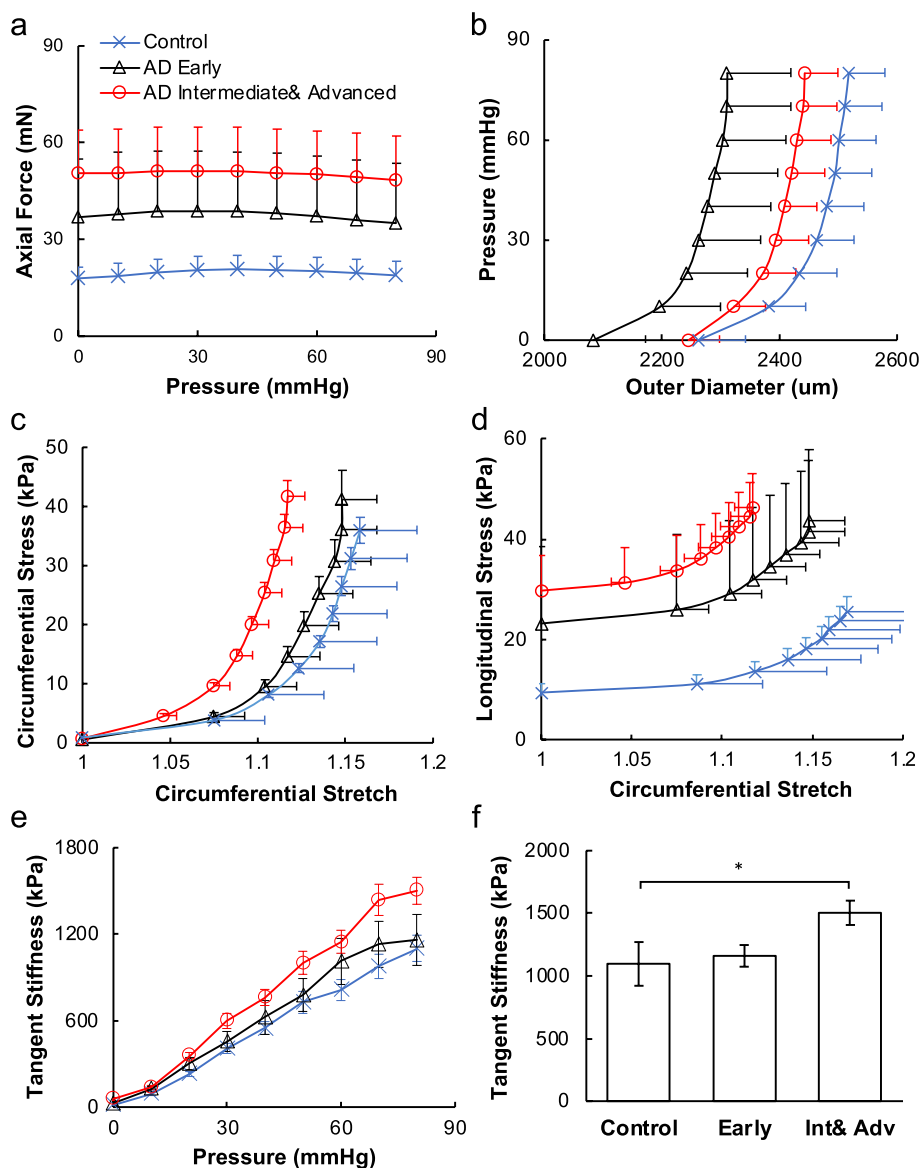 a
90
60
30
0
Axial Force (mN)
Control
AD Early
AD Intermediate& Advanced
0 30 60 90
Pressure (mmHg)
b
90
60
30
0
Pressure (mmHg)
2000 2200 2400 2600
Outer Diameter (um)
c
50
40
30
20
10
0
Circumferential Stress (kPa)
1 1.05 1.1 1.15 1.2
Circumferential Stretch
d
60
40
20
0
Longitudinal Stress (kPa)
1 1.05 1.1 1.15 1.2
Circumferential Stretch
e
1800
1200
600
0
Tangent Stiffness (kPa)
0 30 60 90
Pressure (mmHg)
f
2000
1500
1000
500
0
Tangent Stiffness (kPa)
*
Control Early Int& Adv